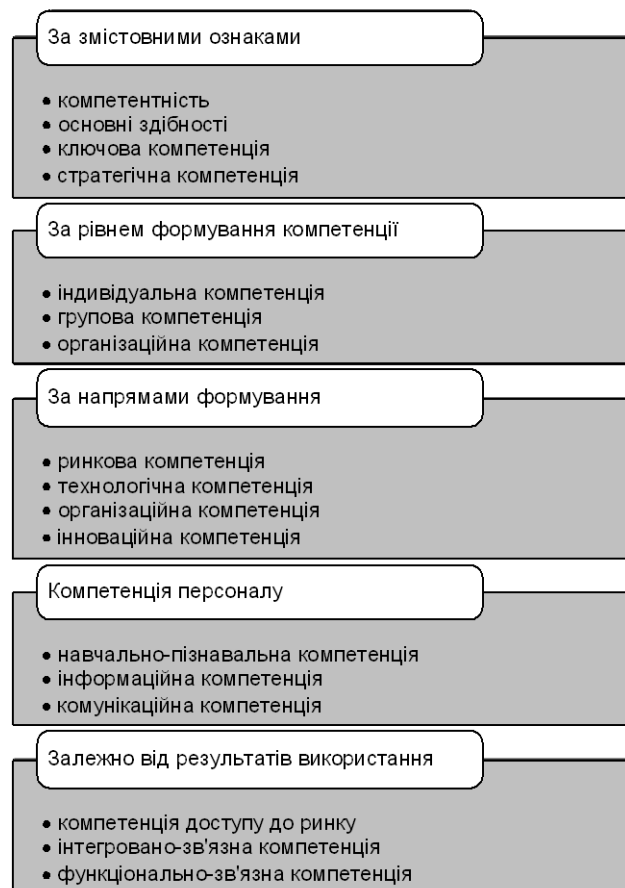 За змістовними ознаками
• компетентність
• основні здібності
• ключова компетенція
• стратегічна компетенція
За рівнем формування компетенції
• індивідуальна компетенція
• групова компетенція
• організаційна компетенція
За напрямами формування
• ринкова компетенція
• технологічна компетенція
• організаційна компетенція
• інноваційна компетенція
Компетенція персоналу
• навчально-пізнавальна компетенція
• інформаційна компетенція
• комунікаційна компетенція
Залежно від результатів використання
• компетенція доступу до ринку
• інтегровано-зв'язна компетенція
• функціонально-зв'язна компетенція